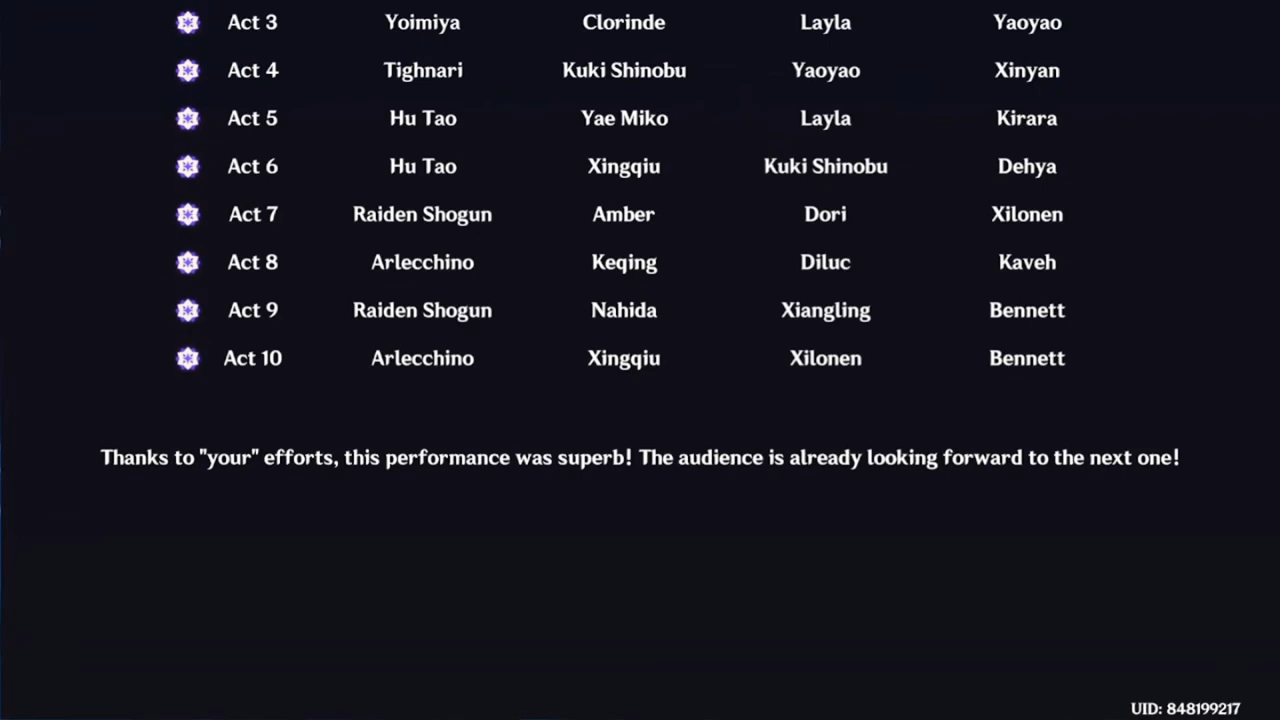 Act 3 Yoimiya Clorinde Layla Yaoyao
Act 4 Tighnari Kuki Shinobu Yaoyao Xinyan
Act 5 Hu Tao Yae Miko Layla Kirara
Act 6 Hu Tao Xingqiu Kuki Shinobu Dehya
Act 7 Raiden Shogun Amber Dori Xilonen
Act 8 Arlecchino Keqing Diluc Kaveh
Act 9 Raiden Shogun Nahida Xiangling Bennett
Act 10 Arlecchino Xingqiu Xilonen Bennett
Thanks to "your" efforts, this performance was superb! The audience is already looking forward to the next one!
UID: 848199217